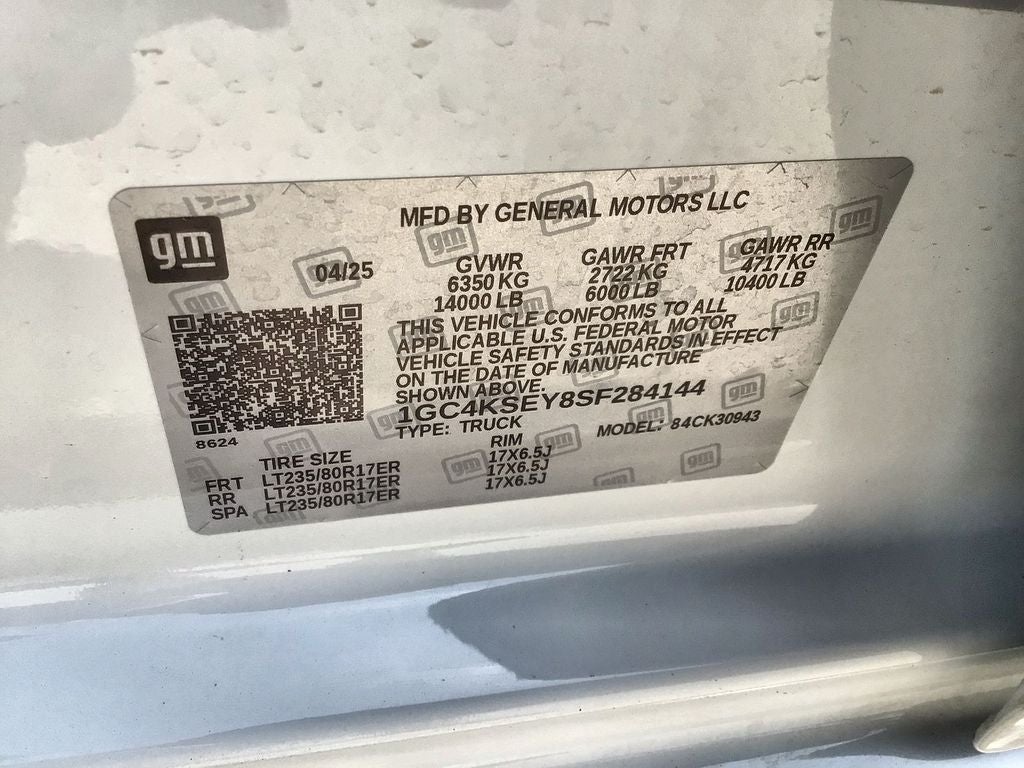 MFD BY GENERAL MOTORS LLC
gm
04/25
GVWR GAWR FRT GAWR RR
6350 KG 2722 KG 4717 KG
14000 LB 6000 LB 10400 LB
THIS VEHICLE CONFORMS TO ALL
APPLICABLE U.S. FEDERAL MOTOR
VEHICLE SAFETY STANDARDS IN EFFECT
ON THE DATE OF MANUFACTURE
SHOWN ABOVE.
1GC4KSEY8SF284144
8624
TYPE: TRUCK MODEL: 84CK30943
TIRE SIZE RIM
FRT LT235/80R17ER 17X6.5J
RR LT235/80R17ER 17X6.5J
SPA LT235/80R17ER 17X6.5J